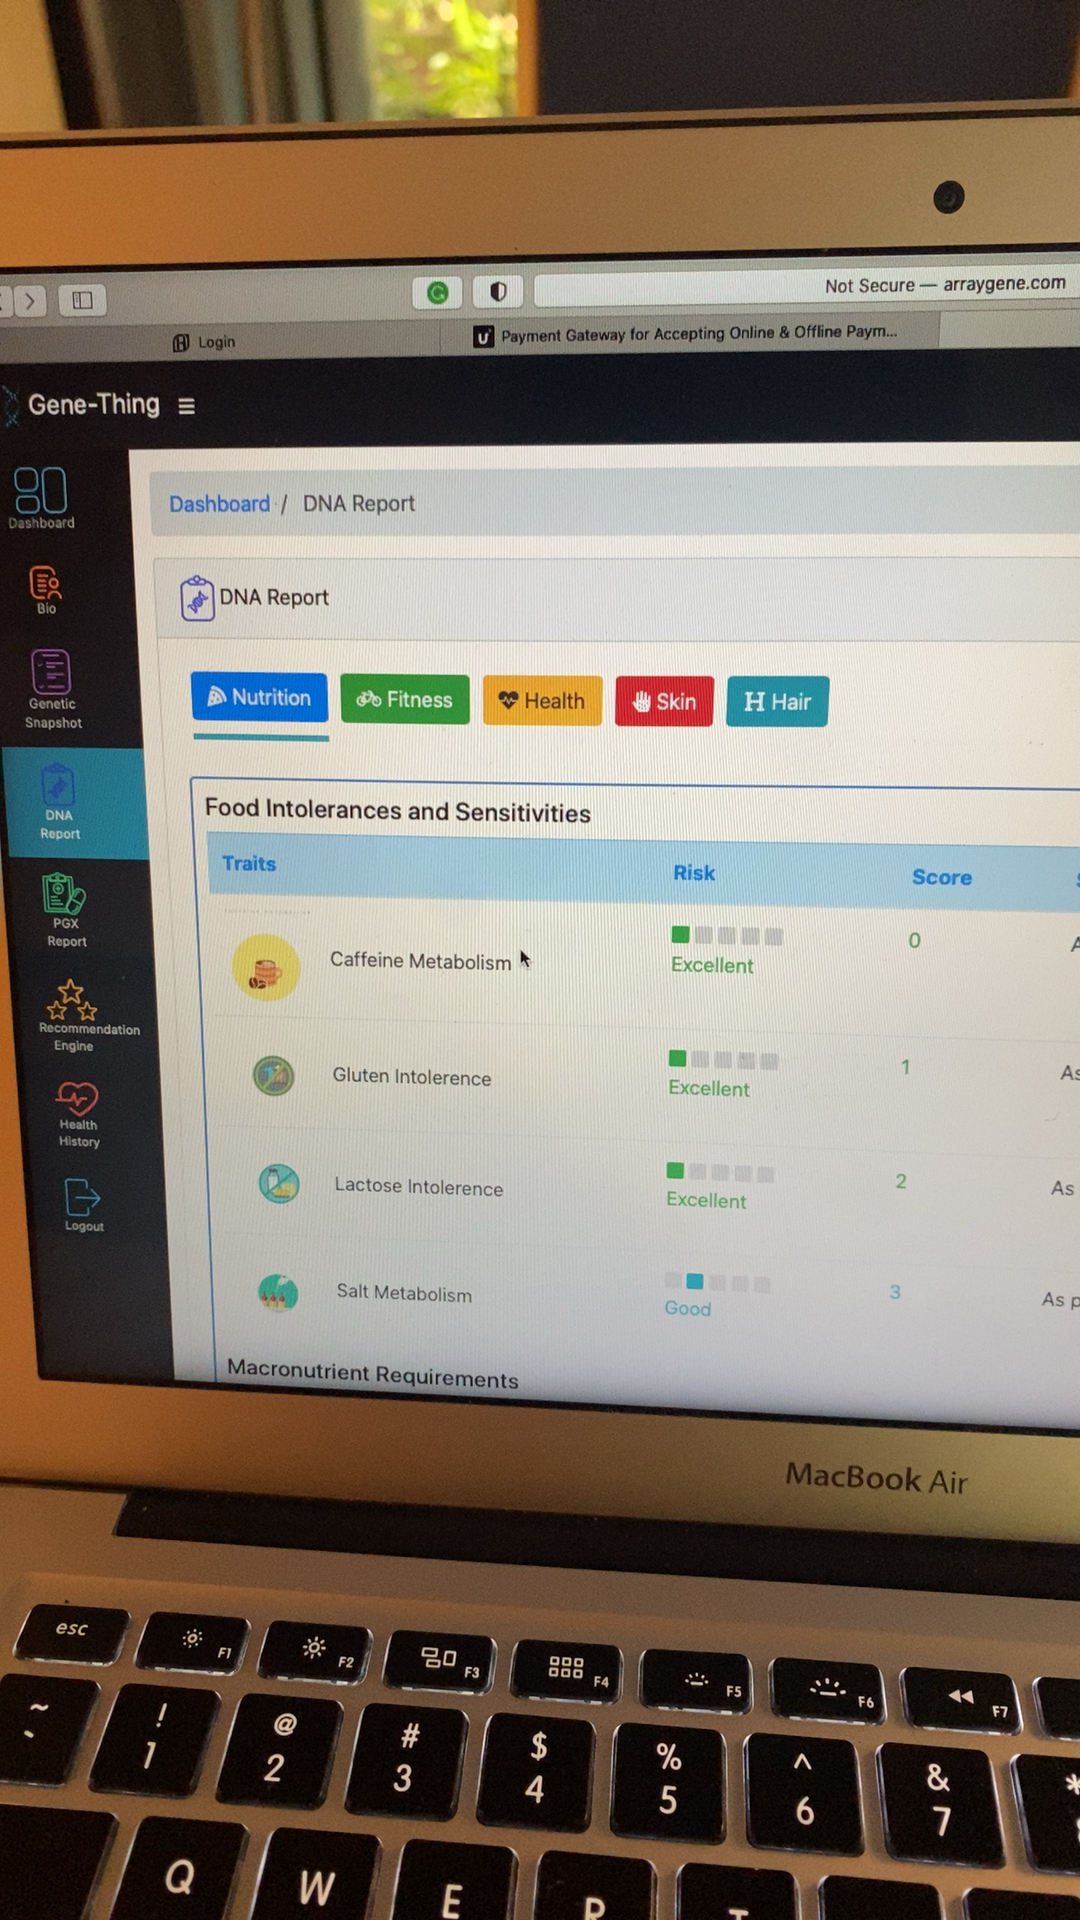 Not Secure — arraygene.com
Login
Payment Gateway for Accepting Online & Offline Paym...
Gene-Thing
Dashboard
Bio
Genetic
Snapshot
DNA
Report
PGX
Report
Recommendation
Engine
Health
History
Logout
Dashboard / DNA Report
DNA Report
Nutrition
Fitness
Health
Skin
H Hair
Food Intolerances and Sensitivities
Traits Risk Score
Caffeine Metabolism Excellent 0
Gluten Intolerence Excellent 1 As
Lactose Intolerence Excellent 2 As
Salt Metabolism Good 3 As p
Macronutrient Requirements
MacBook Air
esc F1 F2 F3 F4 F5 F6 F7
~ ! @ # $ % ^ & *
1 2 3 4 5 6 7
Q W E R T